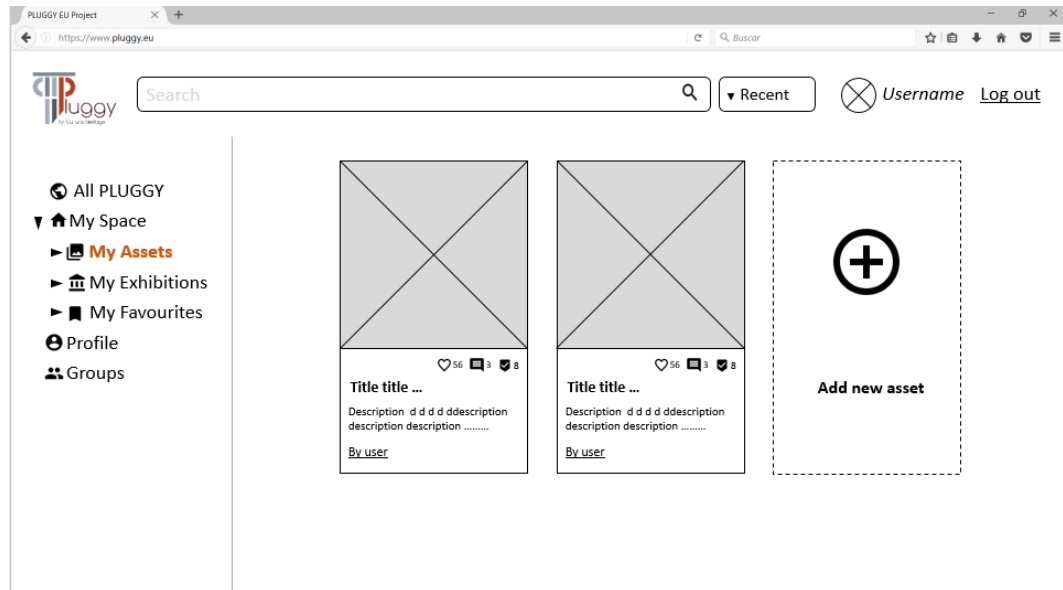 PLUGGY EU Project
https://www.pluggy.eu
Buscar
Pluggy
Search
Recent
Username
Log out
All PLUGGY
My Space
My Assets
My Exhibitions
My Favourites
Profile
Groups
56 3 8
Title title ...
Description d d d d ddescription
description description .........
By user
56 3 8
Title title ...
Description d d d d ddescription
description description .........
By user
Add new asset